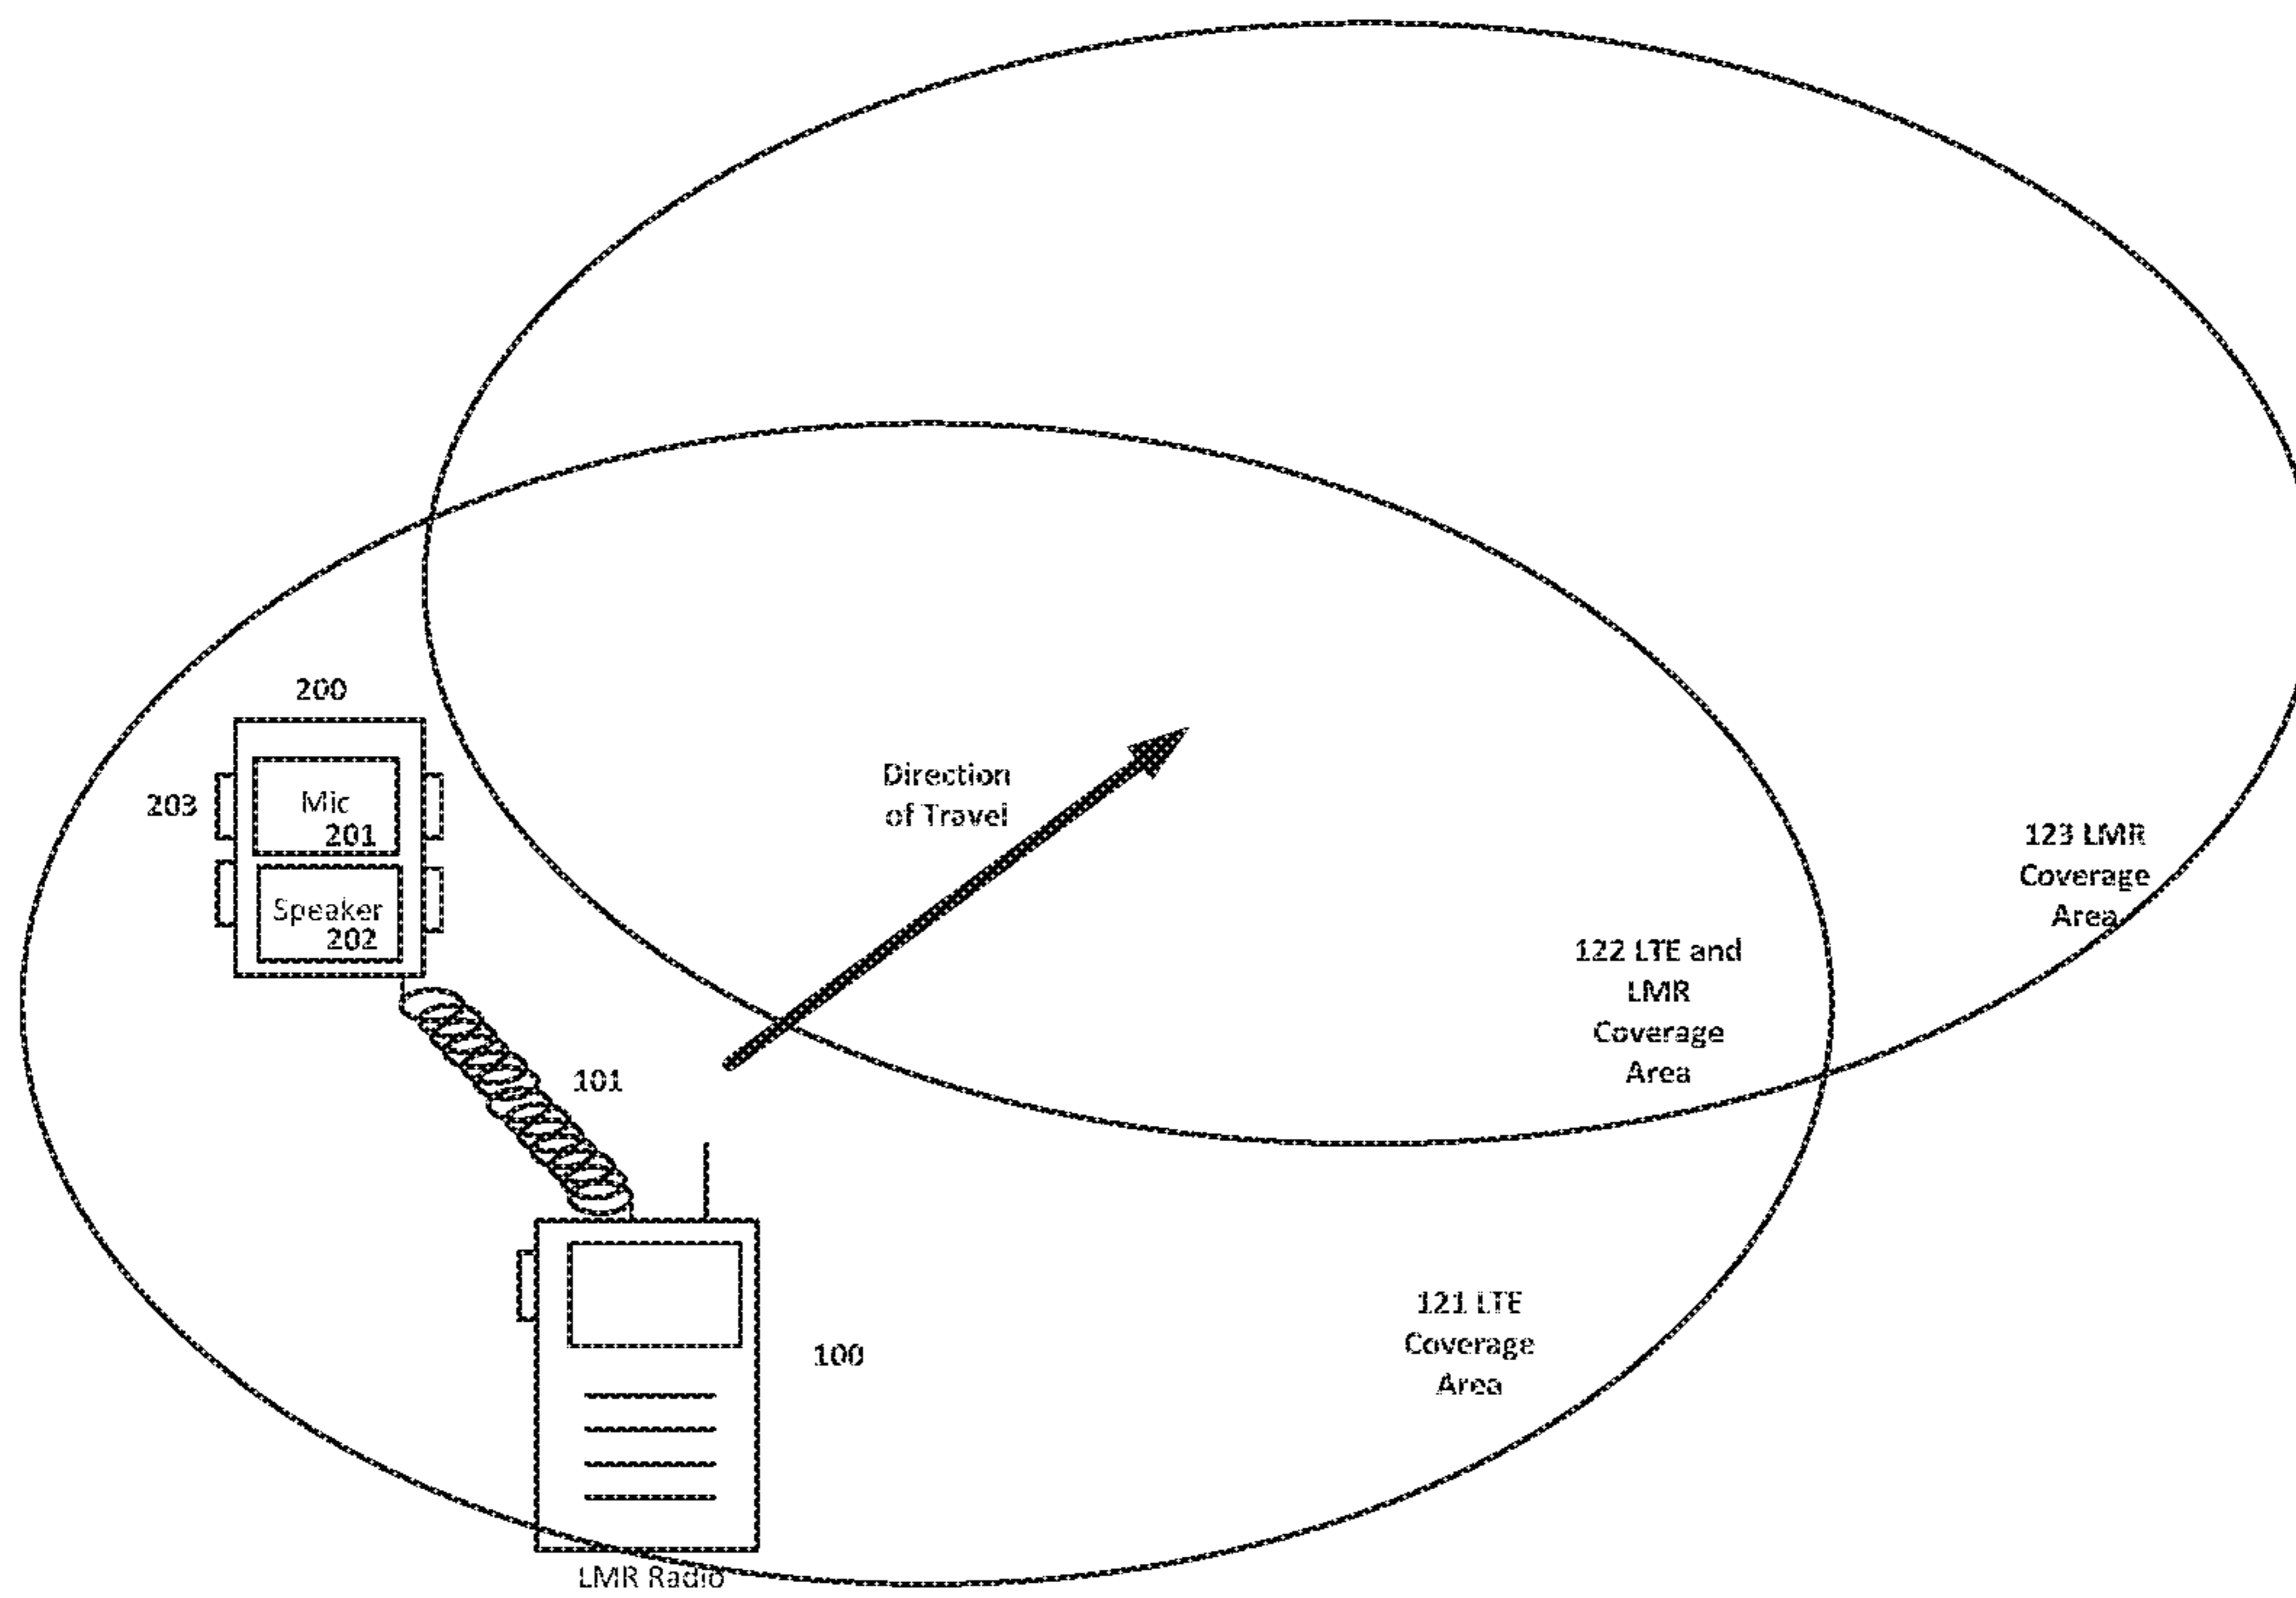 200
203
Mic
201
Speaker
202
Direction
of Travel
123 LMR
Coverage
Area
122 LTE and
LMR
Coverage
Area
101
121 LTE
Coverage
Area
100
LMR Radio